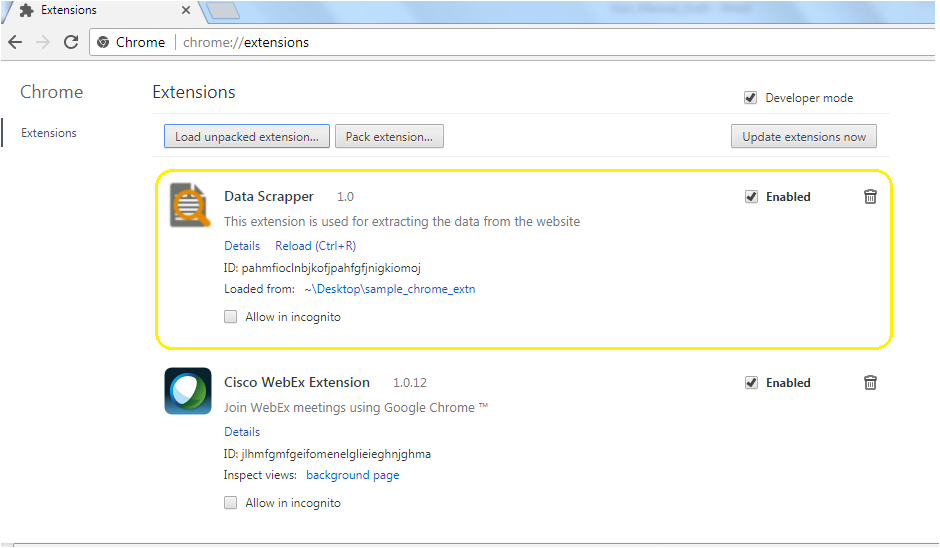 Extensions
Chrome chrome://extensions
Chrome
Extensions
Developer mode
Extensions
Load unpacked extension... Pack extension... Update extensions now
Data Scrapper 1.0 Enabled
This extension is used for extracting the data from the website
Details Reload (Ctrl+R)
ID: pahmfioclnbjkofjpahfgfjnigkiomoj
Loaded from: ~\Desktop\sample_chrome_extn
Allow in incognito
Cisco WebEx Extension 1.0.12 Enabled
Join WebEx meetings using Google Chrome ™
Details
ID: jlhmfgmfgeifomenelglieieghnjghma
Inspect views: background page
Allow in incognito